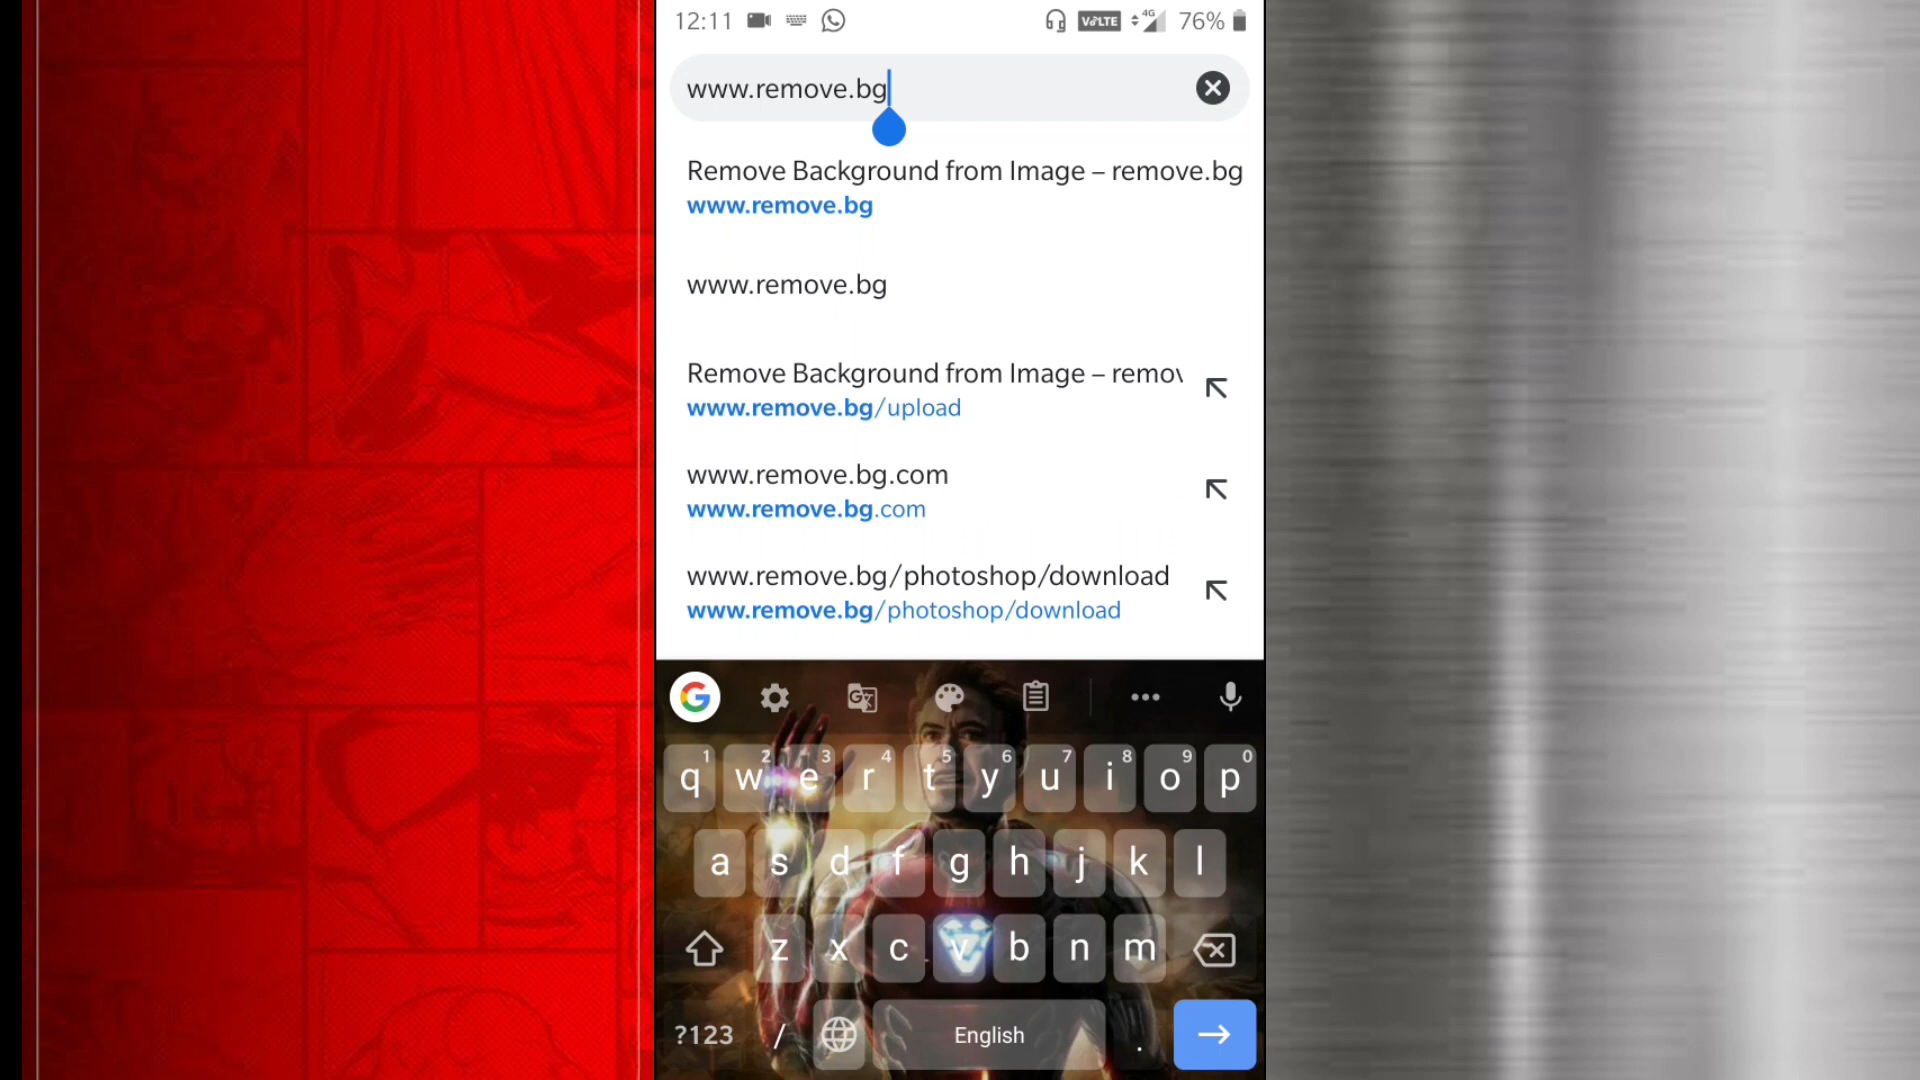 12:11 VoLTE 4G 76%
www.remove.bg
Remove Background from Image – remove.bg
www.remove.bg
www.remove.bg
Remove Background from Image – remov
www.remove.bg/upload
www.remove.bg.com
www.remove.bg.com
www.remove.bg/photoshop/download
www.remove.bg/photoshop/download
G
1 2 3 4 5 6 7 8 9 0
q w e r t y u i o p
a s d f g h j k l
z x c v b n m
?123 / English .